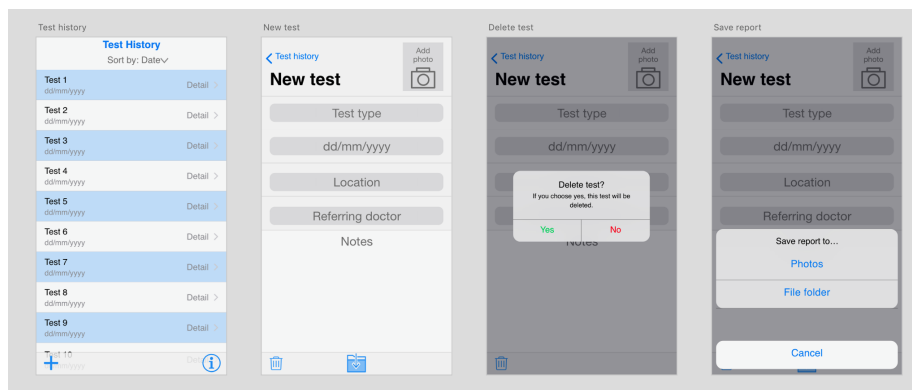 Test history
Test History
Sort by: Date
Test 1
dd/mm/yyyy
Detail
Test 2
dd/mm/yyyy
Detail
Test 3
dd/mm/yyyy
Detail
Test 4
dd/mm/yyyy
Detail
Test 5
dd/mm/yyyy
Detail
Test 6
dd/mm/yyyy
Detail
Test 7
dd/mm/yyyy
Detail
Test 8
dd/mm/yyyy
Detail
Test 9
dd/mm/yyyy
Detail
Test 10
New test
Test history
Add
photo
New test
Test type
dd/mm/yyyy
Location
Referring doctor
Notes
Delete test
Test history
Add
photo
New test
Test type
dd/mm/yyyy
Delete test?
If you choose yes, this test will be
deleted.
Yes
No
Notes
Save report
Test history
Add
photo
New test
Test type
dd/mm/yyyy
Location
Referring doctor
Save report to...
Photos
File folder
Cancel